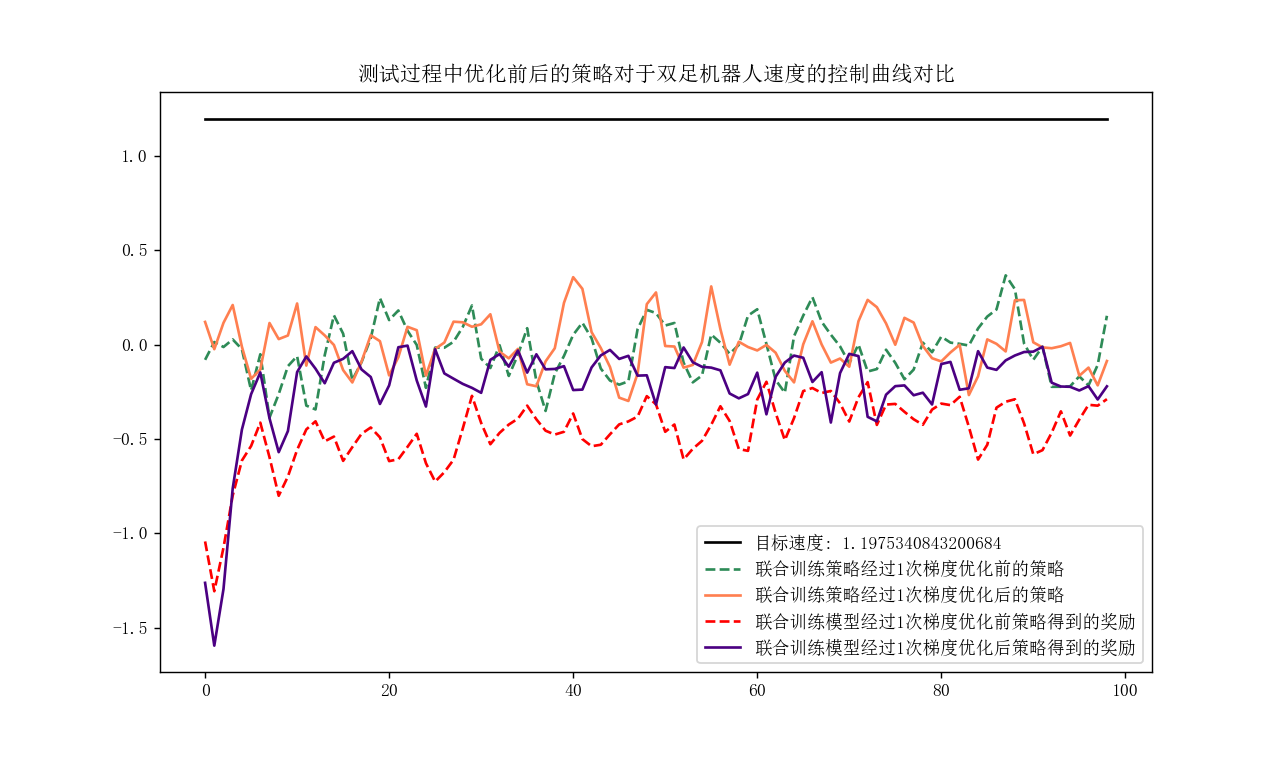 测试过程中优化前后的策略对于双足机器人速度的控制曲线对比
1.0
0.5
0.0
-0.5
-1.0
-1.5
0 20 40 60 80 100
目标速度: 1.1975340843200684
联合训练策略经过1次梯度优化前的策略
联合训练策略经过1次梯度优化后的策略
联合训练模型经过1次梯度优化前策略得到的奖励
联合训练模型经过1次梯度优化后策略得到的奖励